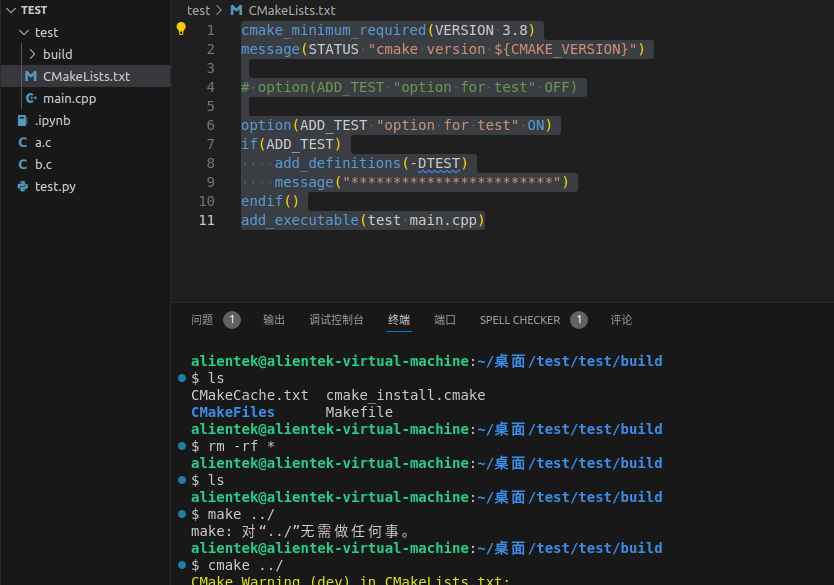 TEST
test
build
CMakeLists.txt
main.cpp
.ipynb
a.c
b.c
test.py
test > CMakeLists.txt
1 cmake_minimum_required(VERSION 3.8)
2 message(STATUS "cmake version ${CMAKE_VERSION}")
3
4 # option(ADD_TEST "option for test" OFF)
5
6 option(ADD_TEST "option for test" ON)
7 if(ADD_TEST)
8     add_definitions(-DTEST)
9     message("************************")
10 endif()
11 add_executable(test main.cpp)
问题 1 输出 调试控制台 终端 端口 SPELL CHECKER 1 评论
alientek@alientek-virtual-machine:~/桌面/test/test/build
$ ls
CMakeCache.txt  cmake_install.cmake
CMakeFiles      Makefile
alientek@alientek-virtual-machine:~/桌面/test/test/build
$ rm -rf *
alientek@alientek-virtual-machine:~/桌面/test/test/build
$ ls
alientek@alientek-virtual-machine:~/桌面/test/test/build
$ make ../
make: 对“../”无需做任何事。
alientek@alientek-virtual-machine:~/桌面/test/test/build
$ cmake ../
CMake Warning (dev) in CMakeLists.txt: